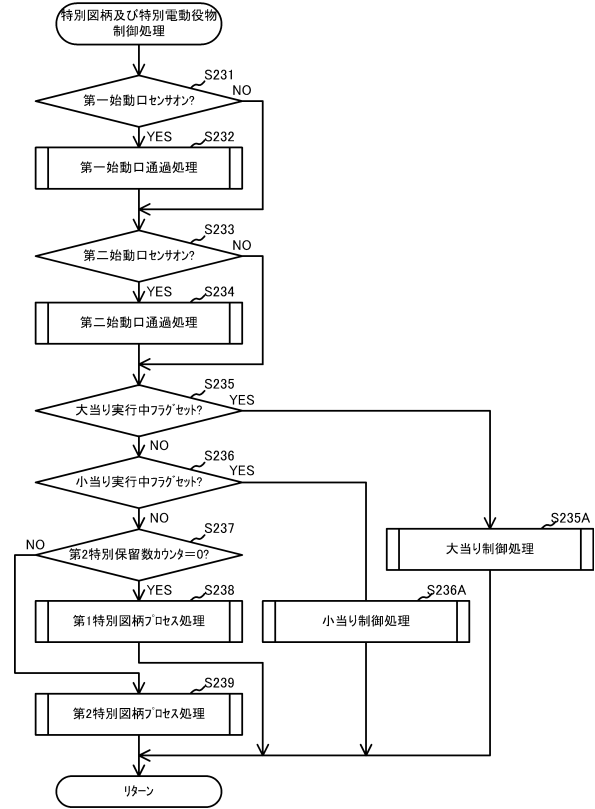 特別図柄及び特別電動役物
制御処理
S231
第一始動口センサオン?
NO
YES
S232
第一始動口通過処理
S233
第二始動口センサオン?
NO
YES
S234
第二始動口通過処理
S235
大当り実行中フラグセット?
YES
NO
S236
小当り実行中フラグセット?
YES
NO
S237
第2特別保留数カウンタ=0?
NO
YES
S235A
大当り制御処理
S238
第1特別図柄プロセス処理
S236A
小当り制御処理
S239
第2特別図柄プロセス処理
リターン